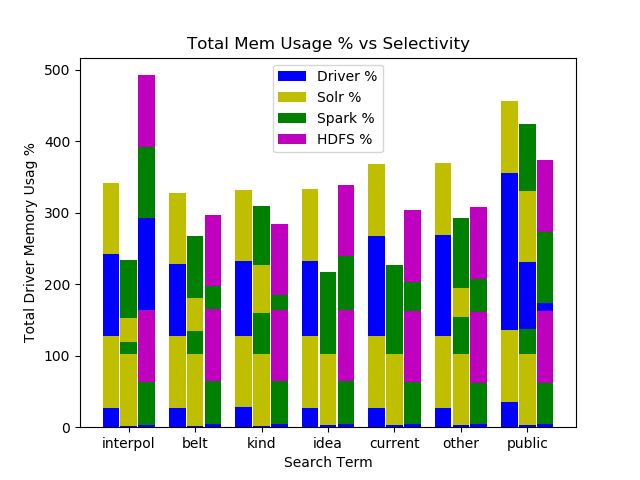 Total Mem Usage % vs Selectivity
Driver %
Solr %
Spark %
HDFS %
Total Driver Memory Usag %
500
400
300
200
100
0
interpol belt kind idea current other public
Search Term